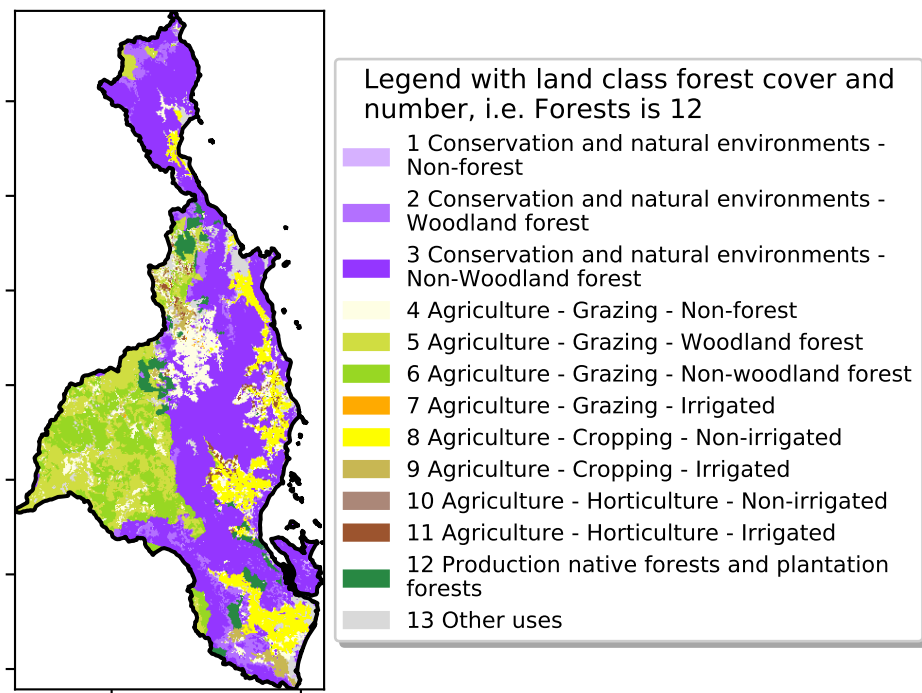 Legend with land class forest cover and
number, i.e. Forests is 12
1 Conservation and natural environments -
Non-forest
2 Conservation and natural environments -
Woodland forest
3 Conservation and natural environments -
Non-Woodland forest
4 Agriculture - Grazing - Non-forest
5 Agriculture - Grazing - Woodland forest
6 Agriculture - Grazing - Non-woodland forest
7 Agriculture - Grazing - Irrigated
8 Agriculture - Cropping - Non-irrigated
9 Agriculture - Cropping - Irrigated
10 Agriculture - Horticulture - Non-irrigated
11 Agriculture - Horticulture - Irrigated
12 Production native forests and plantation
forests
13 Other uses